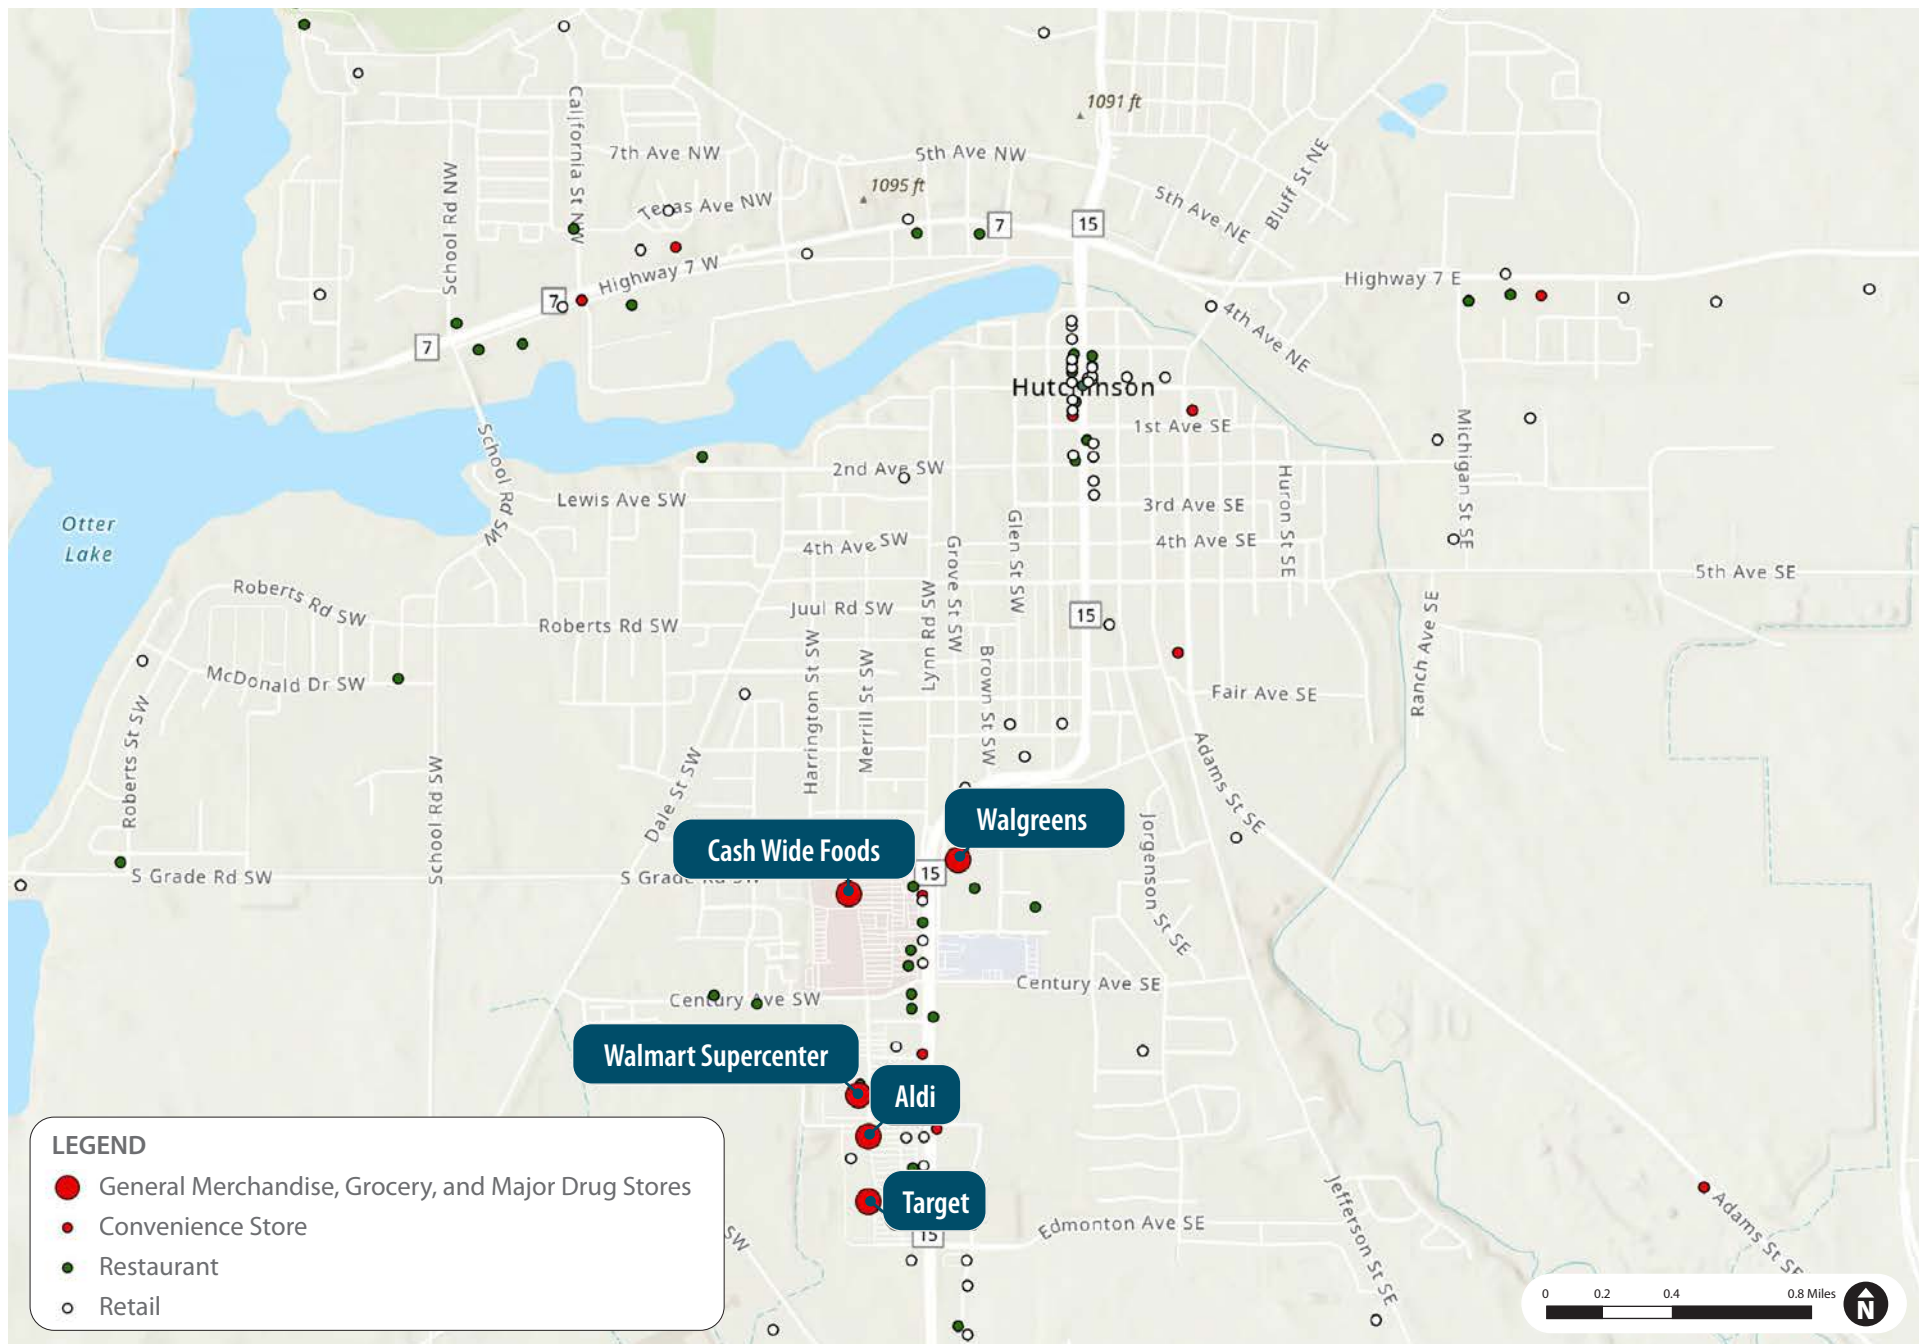 1091 ft
California St NW
7th Ave NW
5th Ave NW
1095 ft
School Rd NW
Texas Ave NW
5th Ave NE
Bluff St NE
7
15
Highway 7 W
Highway 7 E
7
7
4th Ave NE
Hutchinson
1st Ave SE
Michigan St SE
School Rd SW
2nd Ave SW
Lewis Ave SW
Huron St SE
3rd Ave SE
Otter
Lake
Glen St SW
4th Ave SW
Grove St SW
4th Ave SE
5th Ave SE
Roberts Rd SW
Lynn Rd SW
Juul Rd SW
15
Ranch Ave SE
Roberts Rd SW
Harrington St SW
Merrill St SW
Brown St SW
McDonald Dr SW
Fair Ave SE
Roberts St SW
School Rd SW
Dale St SW
Adams St SE
Walgreens
Cash Wide Foods
Jorgenson St SE
15
S Grade Rd SW
S Grade Rd SW
Century Ave SE
Century Ave SW
Walmart Supercenter
Aldi
Target
15
Edmonton Ave SE
Jefferson St SE
Adams St SE
SW
LEGEND
General Merchandise, Grocery, and Major Drug Stores
Convenience Store
Restaurant
Retail
0 0.2 0.4 0.8 Miles
N